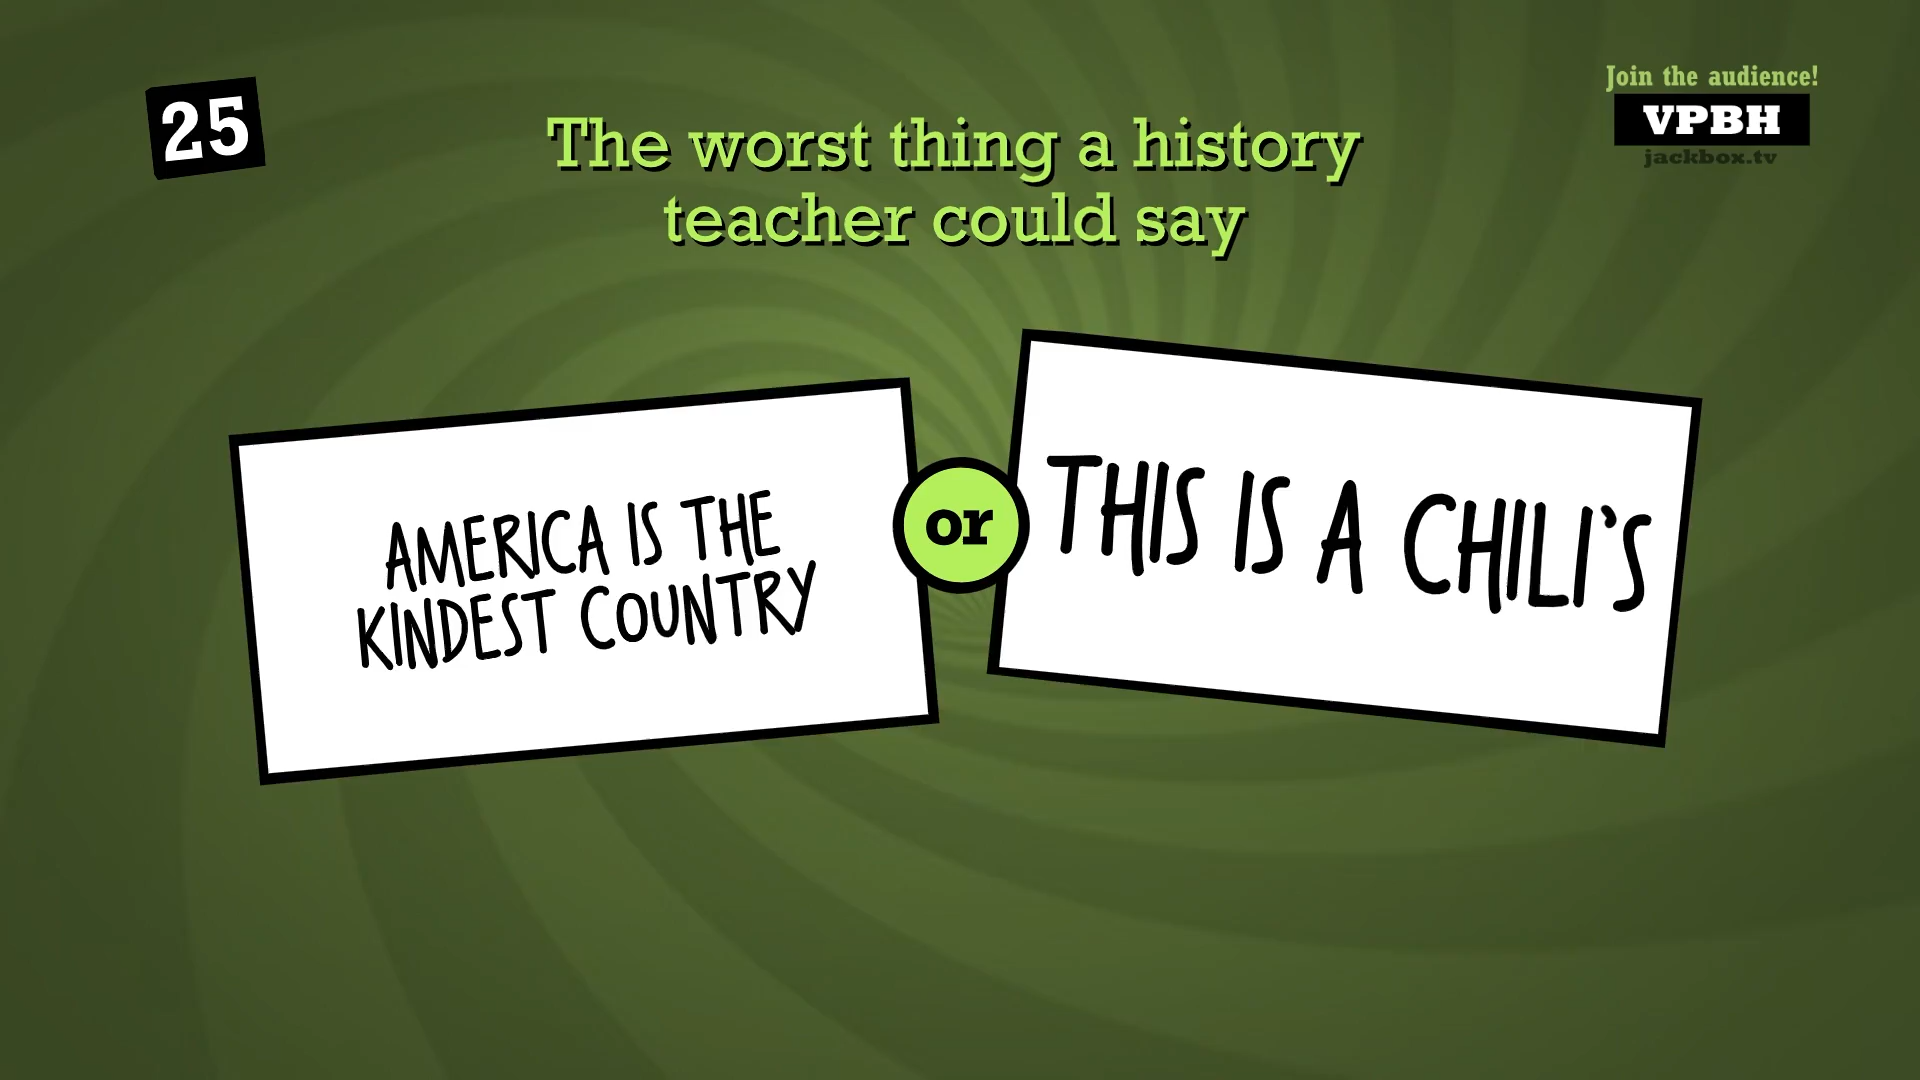 25
The worst thing a history
teacher could say
Join the audience!
VPBH
jackbox.tv
AMERICA IS THE
KINDEST COUNTRY
or
THIS IS A CHILI'S